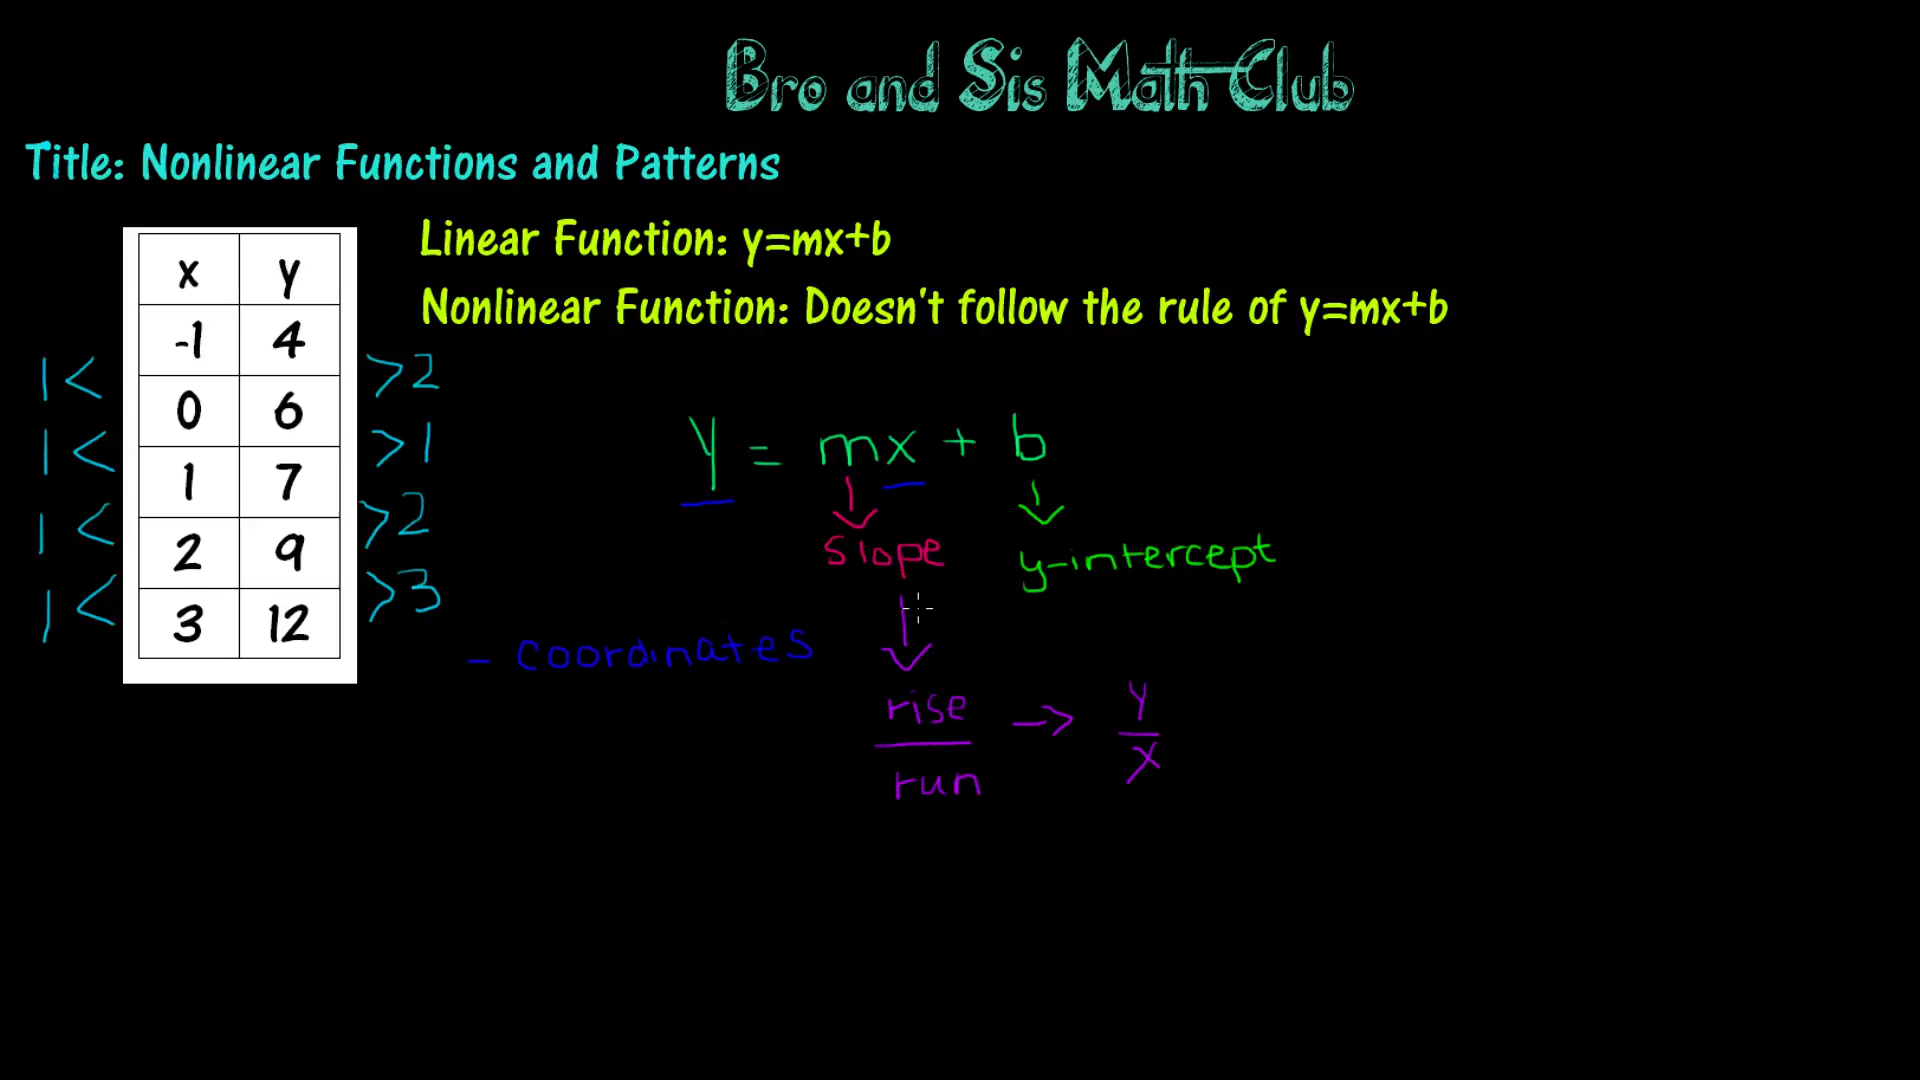 Bro and Sis Math Club
Title: Nonlinear Functions and Patterns
Linear Function: y=mx+b
Nonlinear Function: Doesn't follow the rule of y=mx+b
x y
-1 4
1< >2
0 6
1< >1
1 7
1< >2
2 9
1< >3
3 12
y = mx + b
slope
y-intercept
- coordinates
rise
run
-> y
x